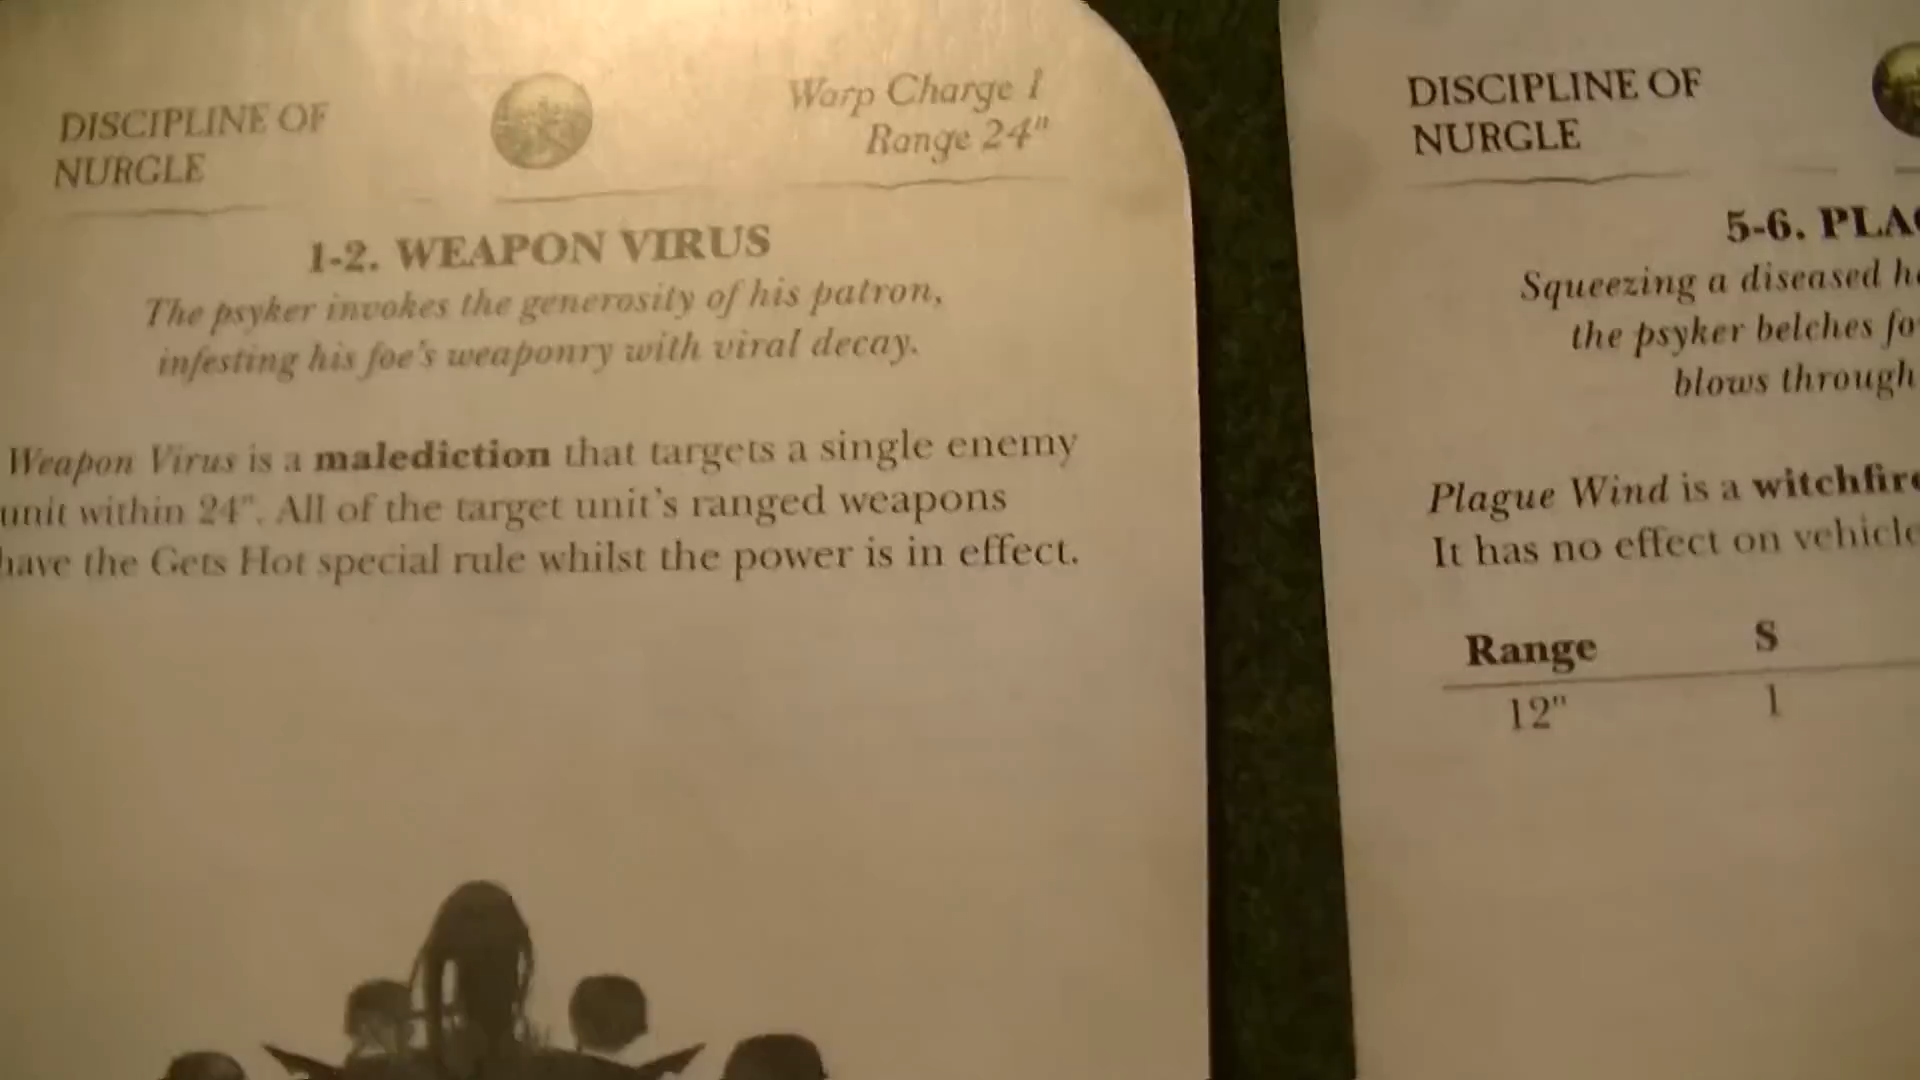 DISCIPLINE OF
NURGLE
Warp Charge 1
Range 24"
1-2. WEAPON VIRUS
The psyker invokes the generosity of his patron,
infesting his foe's weaponry with viral decay.
Weapon Virus is a malediction that targets a single enemy
unit within 24". All of the target unit's ranged weapons
have the Gets Hot special rule whilst the power is in effect.
DISCIPLINE OF
NURGLE
5-6.
Squeezing a diseased
the psyker belches
blows through
Plague Wind is a witchfire
It has no effect on
Range S
12" 1